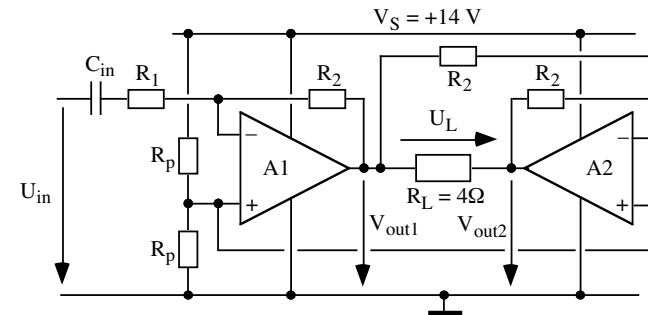 V_S = +14 V
C_in
R_1
R_2
R_2
R_2
U_L
R_p
−
A1
−
A2
U_in
+
R_L = 4Ω
+
R_p
V_out1
V_out2